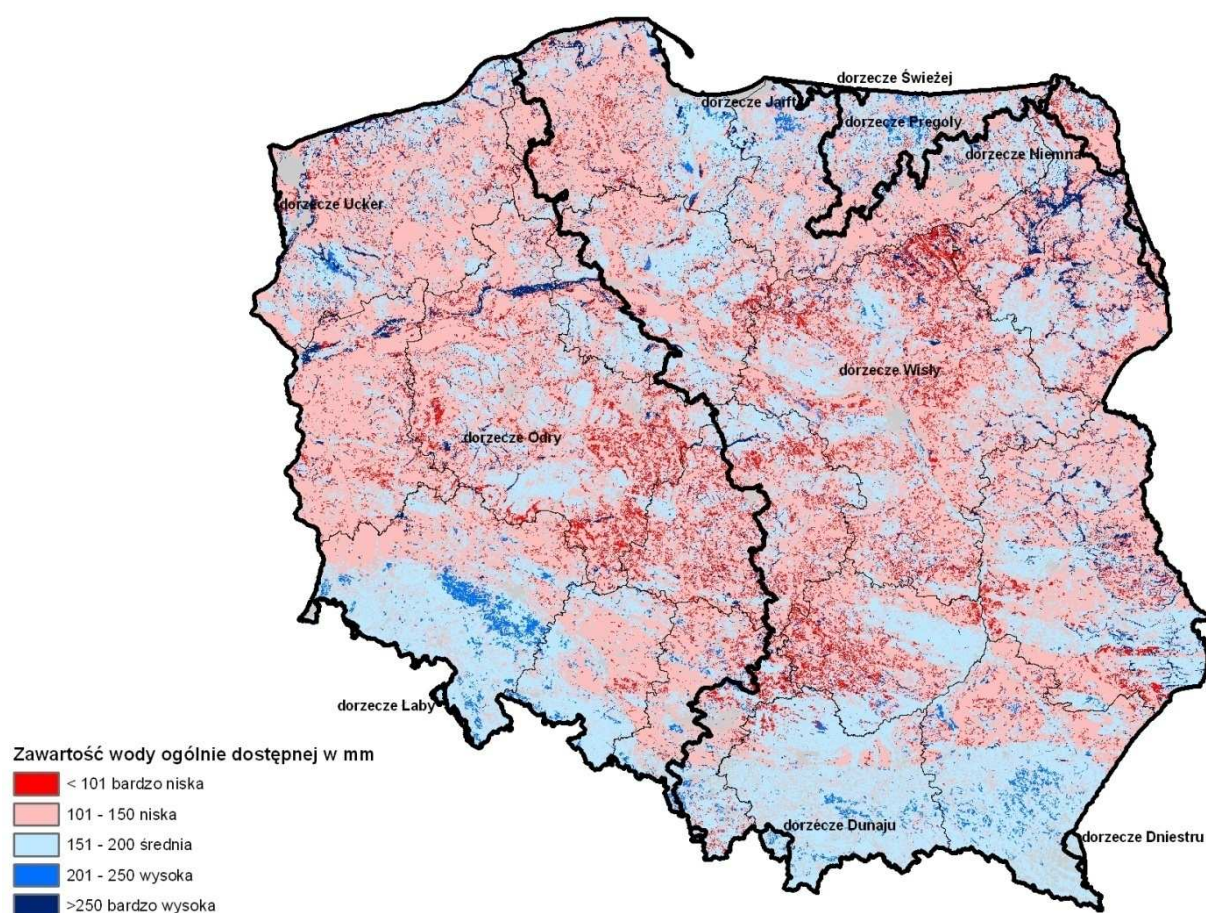 dorzecze Świeżej
dorzecze Jarft
dorzecze Pregoły
dorzecze Niemna
dorzecze Ucker
dorzecze Wisły
dorzecze Odry
dorzecze Łaby
dorzecze Dunaju
dorzecze Dniestru
Zawartość wody ogólnie dostępnej w mm
< 101 bardzo niska
101 - 150 niska
151 - 200 średnia
201 - 250 wysoka
>250 bardzo wysoka